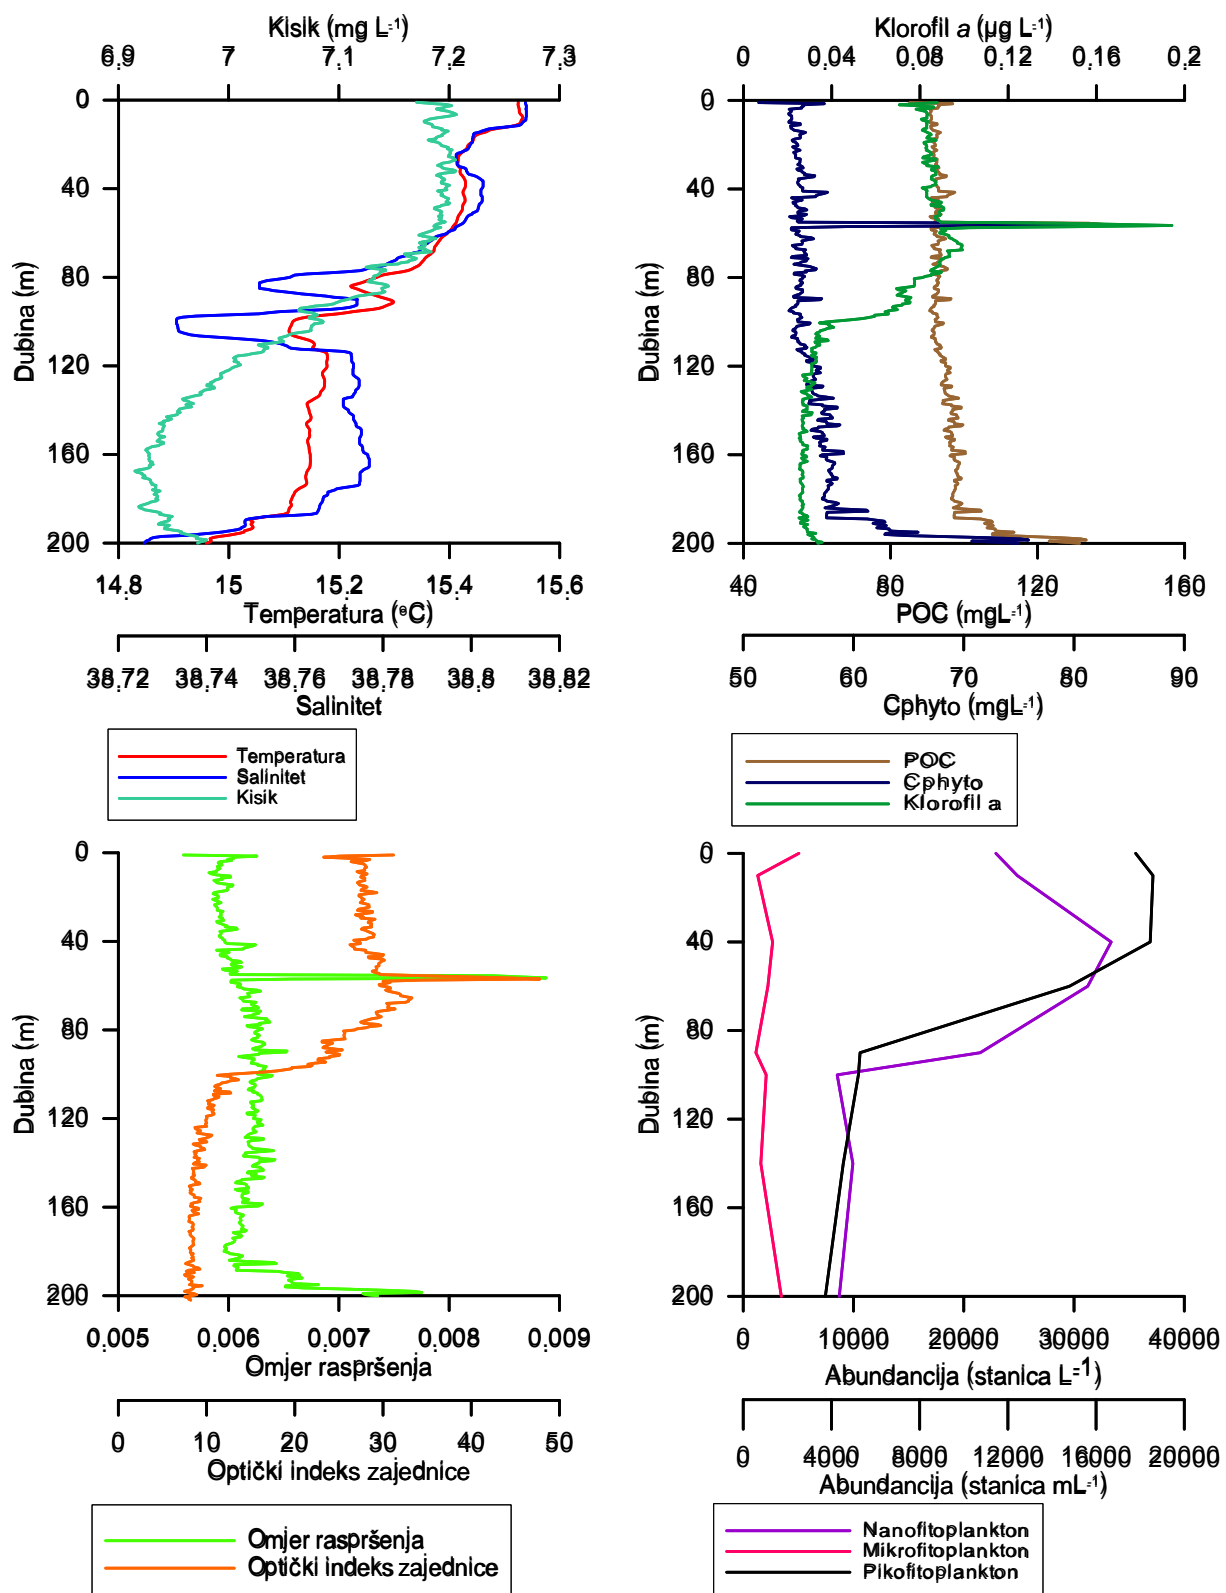 Kisik (mg L-1)
6.9 7 7.1 7.2 7.3
0
40
80
120
160
200
Dubina (m)
14.8 15 15.2 15.4 15.6
Temperatura (ºC)
38.72 38.74 38.76 38.78 38.8 38.82
Salinitet
Temperatura
Salinitet
Kisik
Klorofil a (µg L-1)
0 0.04 0.08 0.12 0.16 0.2
0
40
80
120
160
200
Dubina (m)
40 80 120 160
POC (mgL-1)
50 60 70 80 90
Cphyto (mgL-1)
POC
Cphyto
Klorofil a
0
40
80
120
160
200
Dubina (m)
0.005 0.006 0.007 0.008 0.009
Omjer raspršenja
0 10 20 30 40 50
Optički indeks zajednice
Omjer raspršenja
Optički indeks zajednice
0
40
80
120
160
200
Dubina (m)
0 10000 20000 30000 40000
Abundancija (stanica L-1)
0 4000 8000 12000 16000 20000
Abundancija (stanica mL-1)
Nanofitoplankton
Mikrofitoplankton
Pikofitoplankton